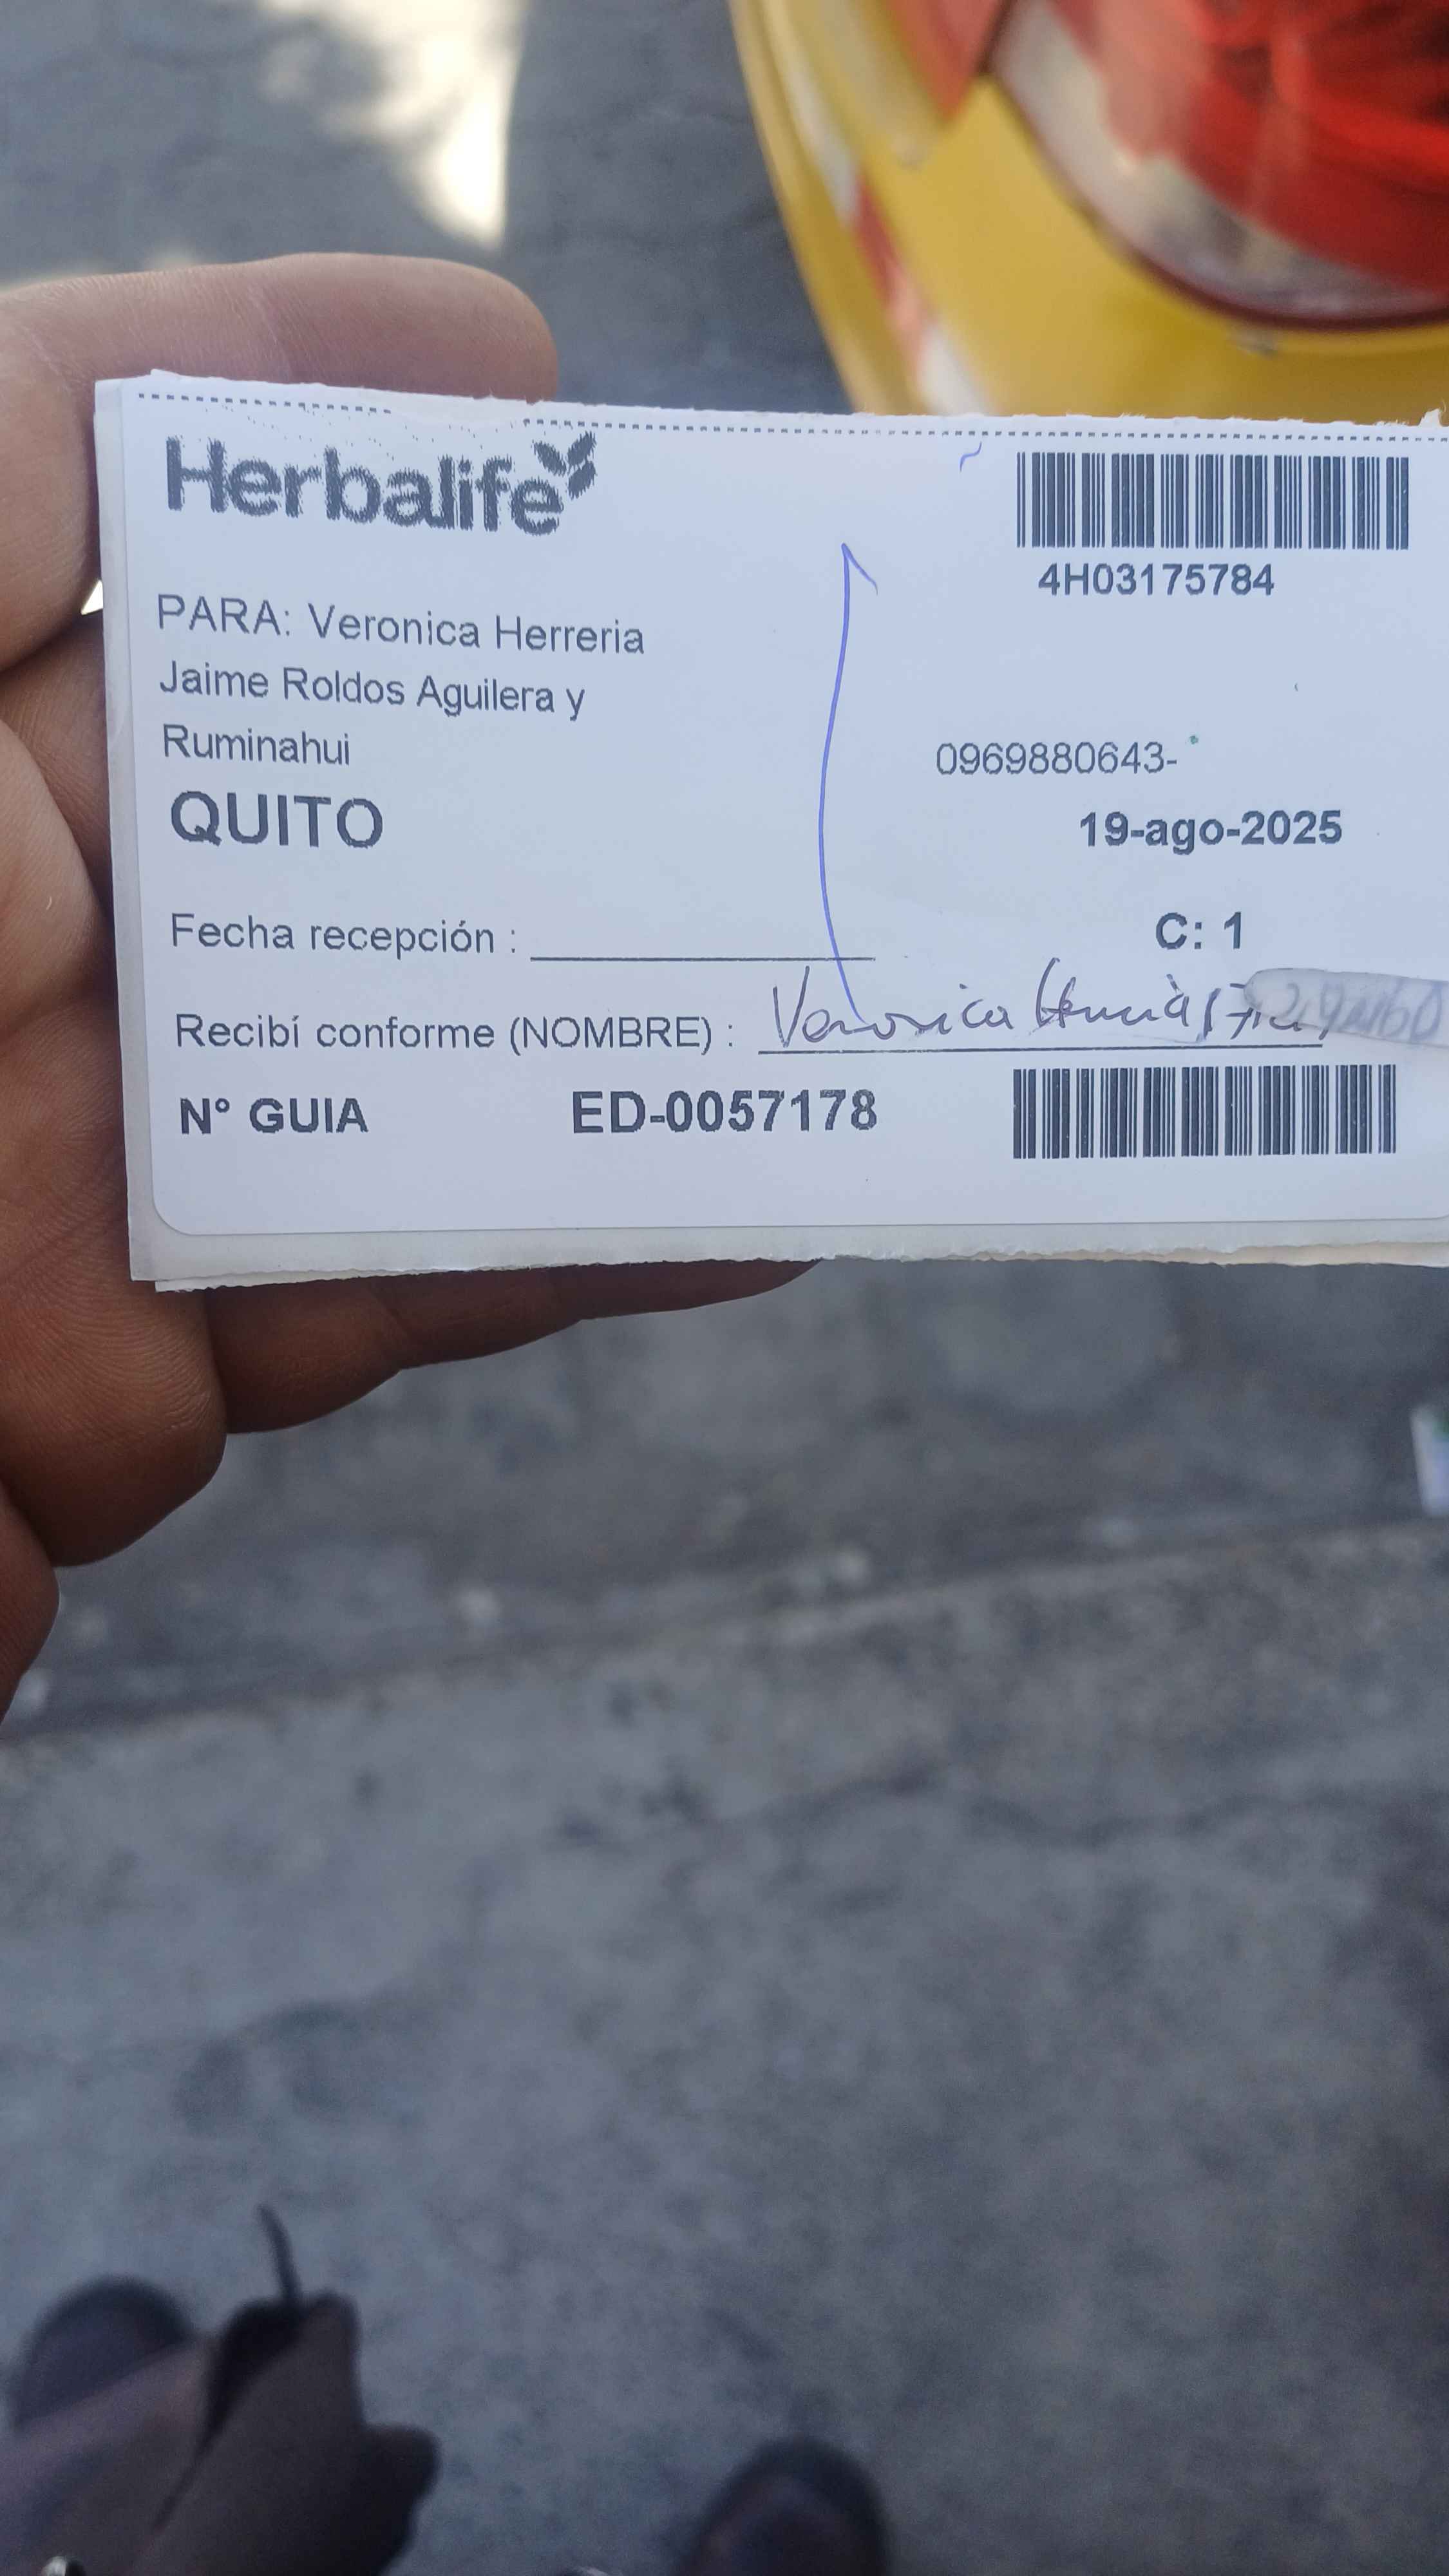 Herbalife
4H03175784
PARA: Veronica Herreria
Jaime Roldos Aguilera y
Ruminahui
0969880643-
QUITO
19-ago-2025
Fecha recepción :
C: 1
Recibí conforme (NOMBRE) : Veronica Herreria
N° GUIA ED-0057178